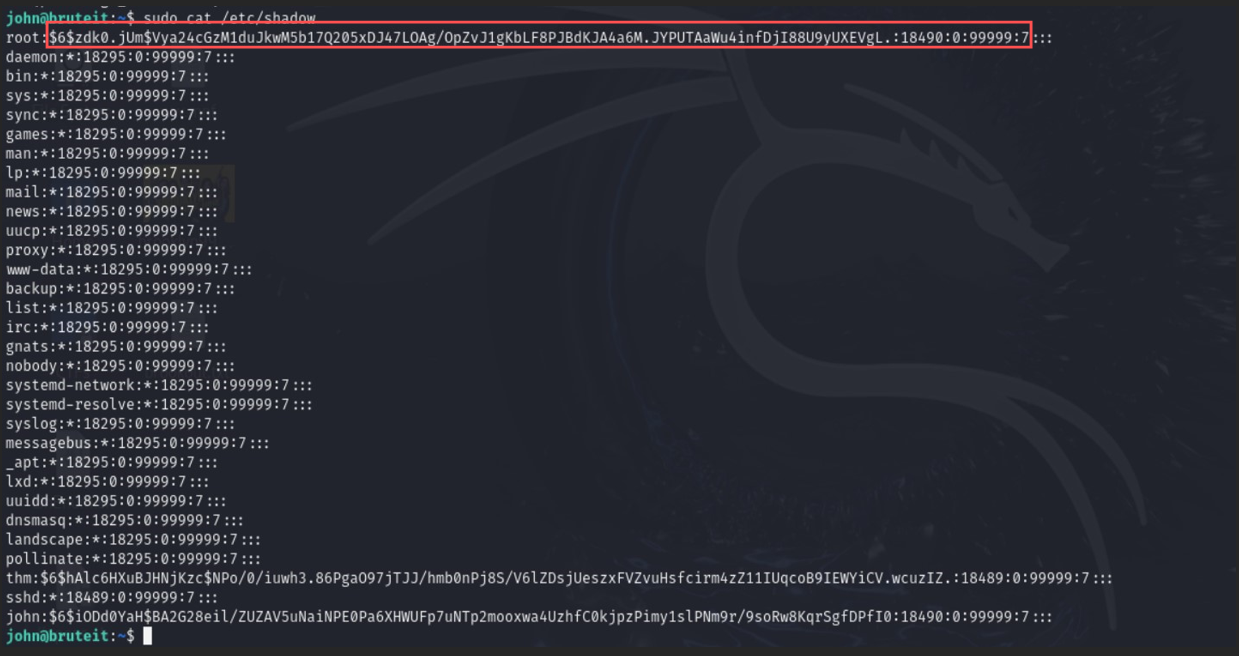 john@bruteit:~$ sudo cat /etc/shadow
root:$6$zdk0.jUm$Vya24cGzM1duJkwM5b17Q205xDJ47LOAg/OpZvJ1gKbLF8PJBdKJA4a6M.JYPUTAaWu4infDjI88U9yUXEVgL.:18490:0:99999:7:::
daemon:*:18295:0:99999:7:::
bin:*:18295:0:99999:7:::
sys:*:18295:0:99999:7:::
sync:*:18295:0:99999:7:::
games:*:18295:0:99999:7:::
man:*:18295:0:99999:7:::
lp:*:18295:0:99999:7:::
mail:*:18295:0:99999:7:::
news:*:18295:0:99999:7:::
uucp:*:18295:0:99999:7:::
proxy:*:18295:0:99999:7:::
www-data:*:18295:0:99999:7:::
backup:*:18295:0:99999:7:::
list:*:18295:0:99999:7:::
irc:*:18295:0:99999:7:::
gnats:*:18295:0:99999:7:::
nobody:*:18295:0:99999:7:::
systemd-network:*:18295:0:99999:7:::
systemd-resolve:*:18295:0:99999:7:::
syslog:*:18295:0:99999:7:::
messagebus:*:18295:0:99999:7:::
_apt:*:18295:0:99999:7:::
lxd:*:18295:0:99999:7:::
uuidd:*:18295:0:99999:7:::
dnsmasq:*:18295:0:99999:7:::
landscape:*:18295:0:99999:7:::
pollinate:*:18295:0:99999:7:::
thm:$6$hAlc6HXuBJHNjKzc$NPo/0/iuwh3.86PgaO97jTJJ/hmb0nPj8S/V6lZDsjUeszxFVZvuHsfcirm4zZ11IUqcoB9IEWYiCV.wcuzIZ.:18489:0:99999:7:::
sshd:*:18489:0:99999:7:::
john:$6$iODd0YaH$BA2G28eil/ZUZAV5uNaiNPE0Pa6XHWUFp7uNTp2mooxwa4UzhfC0kjpzPimy1slPNm9r/9soRw8KqrSgfDPfI0:18490:0:99999:7:::
john@bruteit:~$